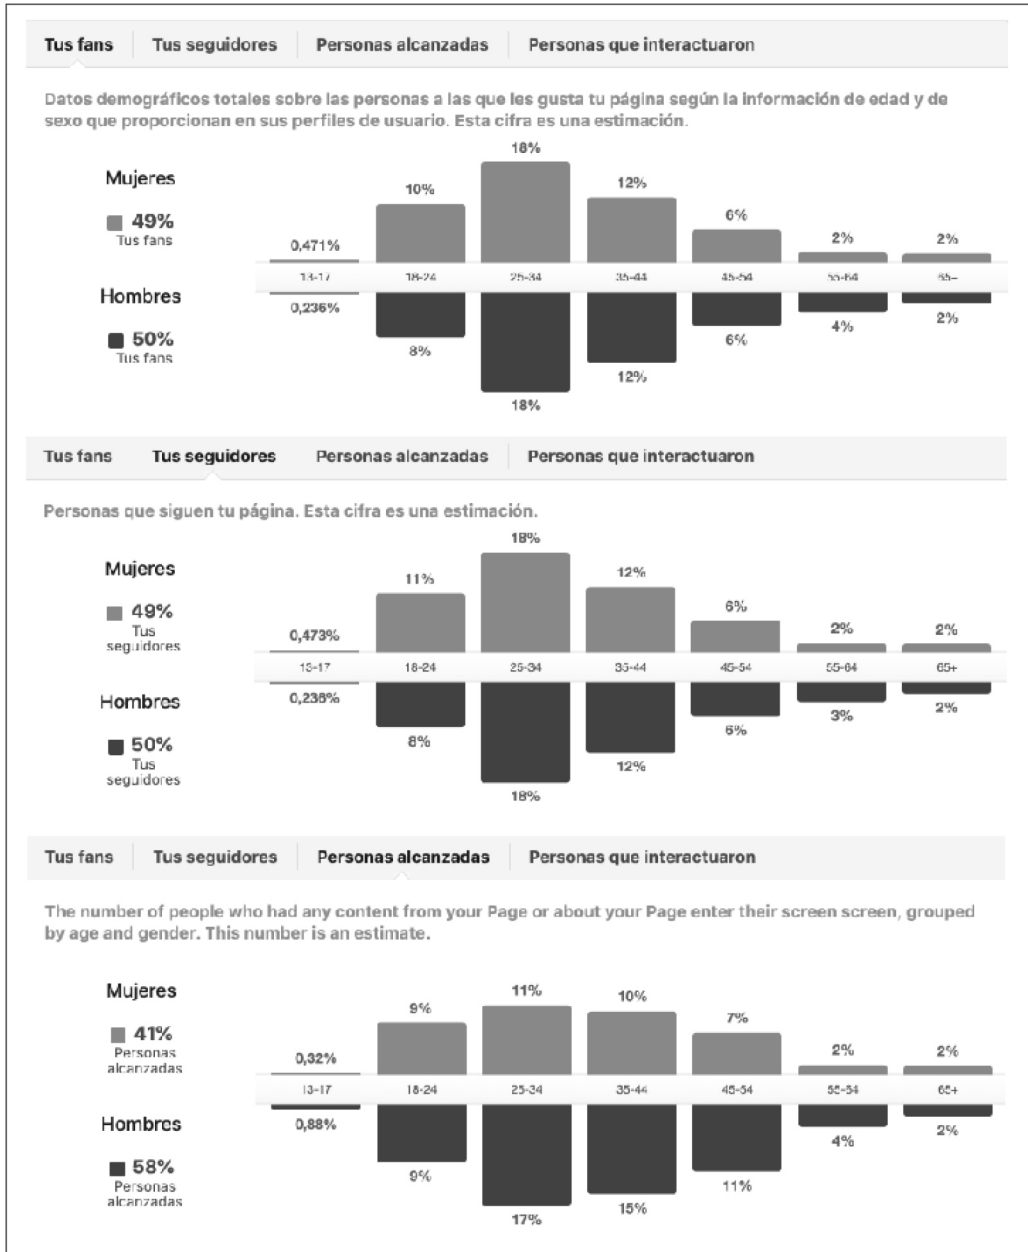 Tus fans Tus seguidores Personas alcanzadas Personas que interactuaron
Datos demográficos totales sobre las personas a las que les gusta tu página según la información de edad y de
sexo que proporcionan en sus perfiles de usuario. Esta cifra es una estimación.
Mujeres
49%
Tus fans
0,471% 10% 18% 12% 6% 2% 2%
13-17 18-24 25-34 35-44 45-54 55-64 65+
Hombres
50%
Tus fans
0,236% 8% 18% 12% 6% 4% 2%
Tus fans Tus seguidores Personas alcanzadas Personas que interactuaron
Personas que siguen tu página. Esta cifra es una estimación.
Mujeres
49%
Tus
seguidores
0,473% 11% 18% 12% 6% 2% 2%
13-17 18-24 25-34 35-44 45-54 55-64 65+
Hombres
50%
Tus
seguidores
0,236% 8% 18% 12% 6% 3% 2%
Tus fans Tus seguidores Personas alcanzadas Personas que interactuaron
The number of people who had any content from your Page or about your Page enter their screen screen, grouped
by age and gender. This number is an estimate.
Mujeres
41%
Personas
alcanzadas
0,32% 9% 11% 10% 7% 2% 2%
13-17 18-24 25-34 35-44 45-54 55-64 65+
Hombres
58%
Personas
alcanzadas
0,88% 9% 17% 15% 11% 4% 2%